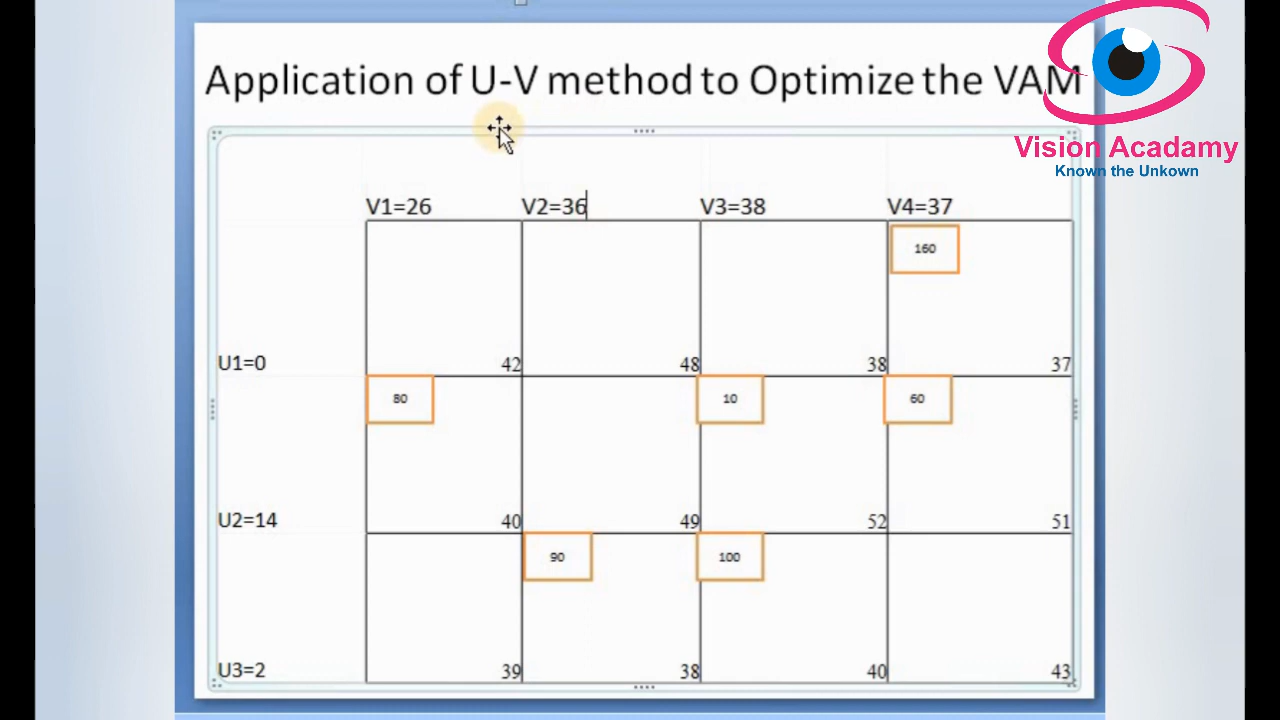 Application of U-V method to Optimize the VAM
Vision Acadamy
Known the Unkown
V1=26 V2=36 V3=38 V4=37
160
U1=0 42 48 38 37
80 10 60
U2=14 40 49 52 51
90 100
U3=2 39 38 40 43